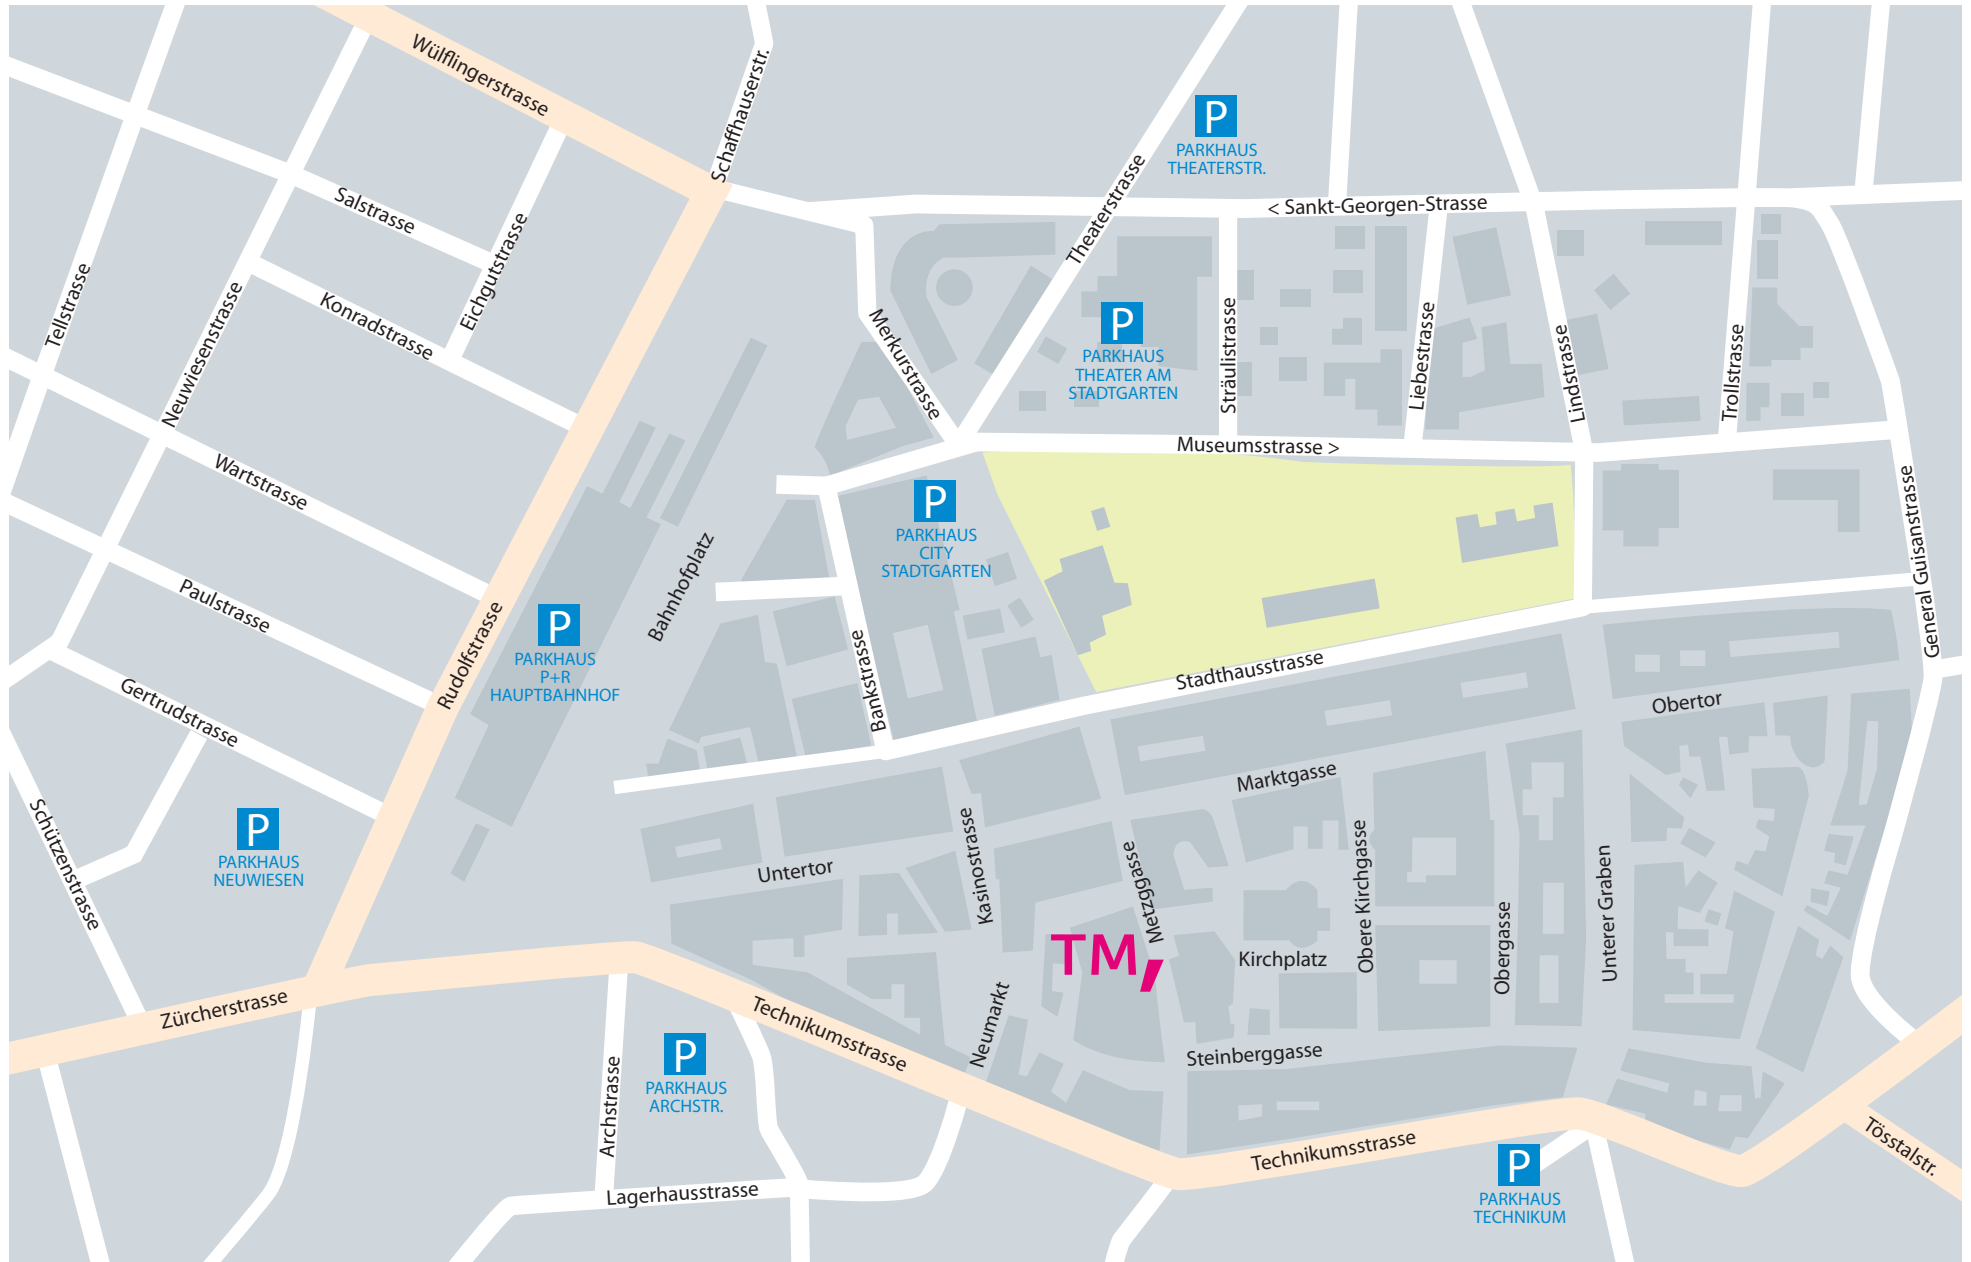 Wülflingerstrasse
Schaffhauserstr.
P
PARKHAUS
THEATERSTR.
Theaterstrasse
< Sankt-Georgen-Strasse
Salstrasse
Eichgutstrasse
Tellstrasse
Neuwiesenstrasse
Konradstrasse
Merkurstrasse
P
PARKHAUS
THEATER AM
STADTGARTEN
Sträulistrasse
Liebestrasse
Lindstrasse
Trollstrasse
Museumsstrasse >
Wartstrasse
P
PARKHAUS
CITY
STADTGARTEN
General Guisanstrasse
Bahnhofplatz
Paulstrasse
Rudolfstrasse
P
PARKHAUS
P+R
HAUPTBAHNHOF
Bankstrasse
Stadthausstrasse
Obertor
Gertrudstrasse
Marktgasse
Schützenstrasse
P
PARKHAUS
NEUWIESEN
Untertor
Kasinostrasse
Metzggasse
Obere Kirchgasse
Obergasse
Unterer Graben
TM,
Kirchplatz
Zürcherstrasse
Technikumsstrasse
Neumarkt
Steinberggasse
P
PARKHAUS
ARCHSTR.
Archstrasse
Technikumsstrasse
Tösstalstr.
P
PARKHAUS
TECHNIKUM
Lagerhausstrasse